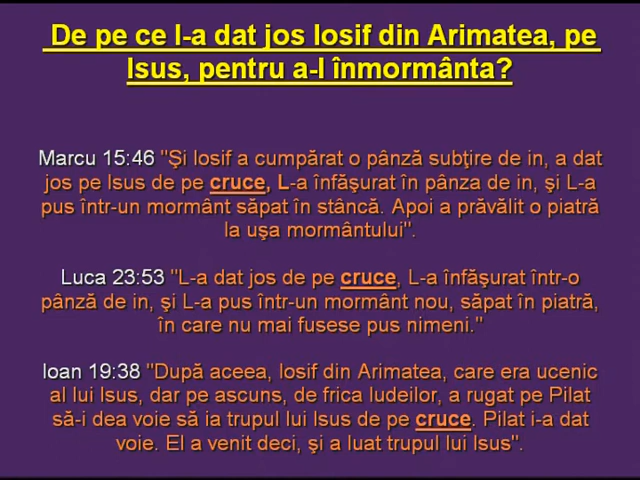 De pe ce l-a dat jos Iosif din Arimatea, pe
Isus, pentru a-l înmormânta?
Marcu 15:46 "Şi Iosif a cumpărat o pânză subţire de in, a dat
jos pe Isus de pe cruce, L-a înfăşurat în pânza de in, şi L-a
pus într-un mormânt săpat în stâncă. Apoi a prăvălit o piatră
la uşa mormântului".
Luca 23:53 "L-a dat jos de pe cruce, L-a înfăşurat într-o
pânză de in, şi L-a pus într-un mormânt nou, săpat în piatră,
în care nu mai fusese pus nimeni."
Ioan 19:38 "După aceea, Iosif din Arimatea, care era ucenic
al lui Isus, dar pe ascuns, de frica Iudeilor, a rugat pe Pilat
să-i dea voie să ia trupul lui Isus de pe cruce. Pilat i-a dat
voie. El a venit deci, şi a luat trupul lui Isus".